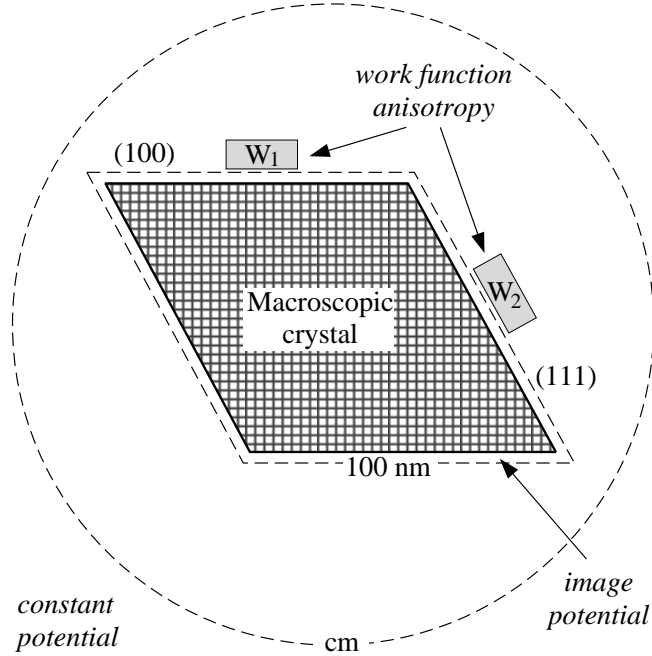 work function
anisotropy
(100)
W1
W2
Macroscopic
crystal
(111)
100 nm
image
potential
constant
potential
cm